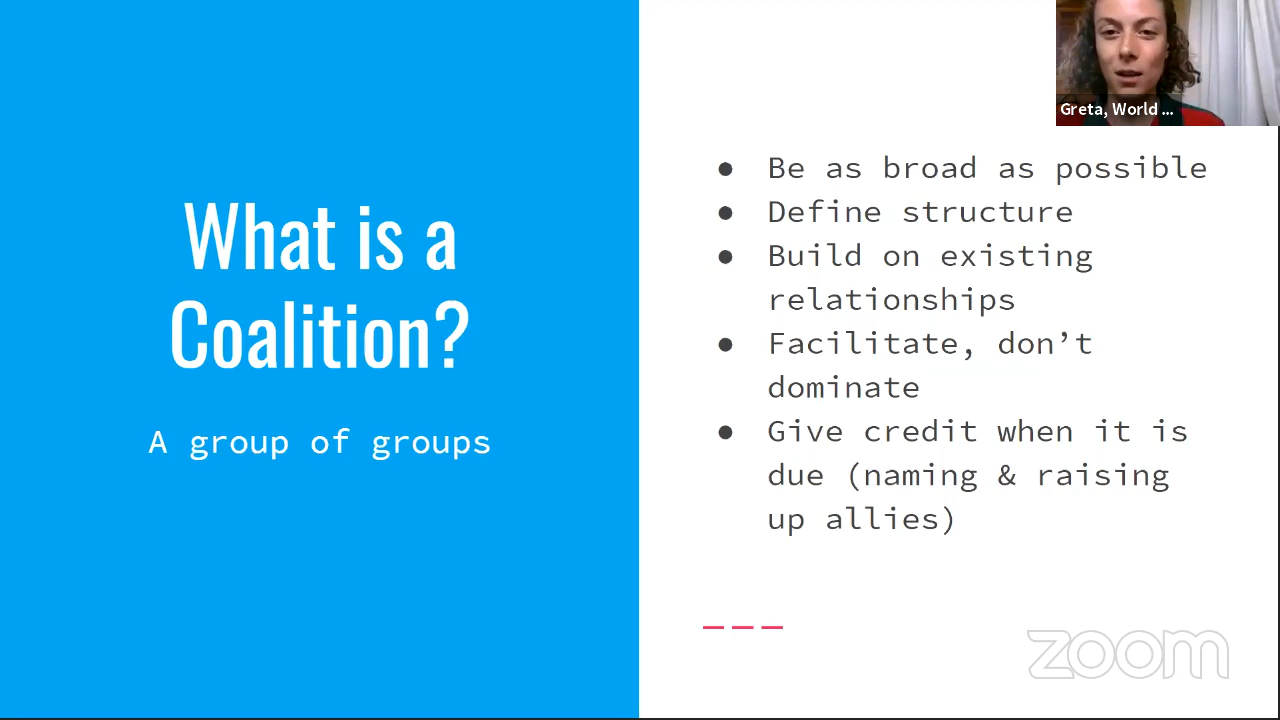 What is a
Coalition?
A group of groups
Greta, World ...
● Be as broad as possible
● Define structure
● Build on existing
relationships
● Facilitate, don’t
dominate
● Give credit when it is
due (naming & raising
up allies)
zoom